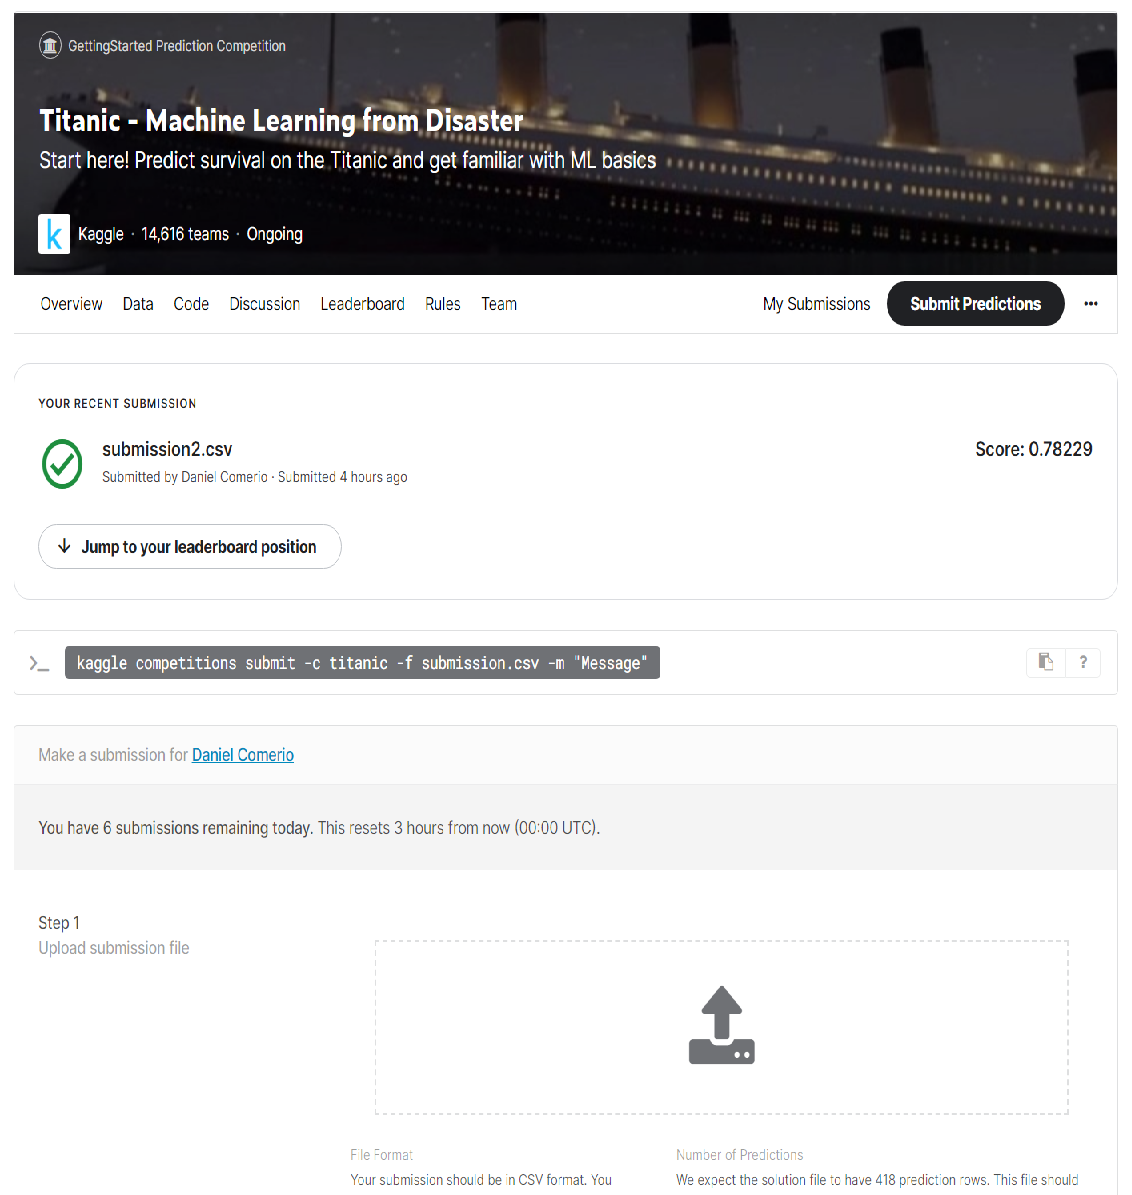 GettingStarted Prediction Competition
Titanic - Machine Learning from Disaster
Start here! Predict survival on the Titanic and get familiar with ML basics
k Kaggle · 14,616 teams · Ongoing
Overview Data Code Discussion Leaderboard Rules Team My Submissions Submit Predictions
YOUR RECENT SUBMISSION
submission2.csv Score: 0.78229
Submitted by Daniel Comerio · Submitted 4 hours ago
Jump to your leaderboard position
>_ kaggle competitions submit -c titanic -f submission.csv -m "Message" ?
Make a submission for Daniel Comerio
You have 6 submissions remaining today. This resets 3 hours from now (00:00 UTC).
Step 1
Upload submission file
File Format Number of Predictions
Your submission should be in CSV format. You We expect the solution file to have 418 prediction rows. This file should